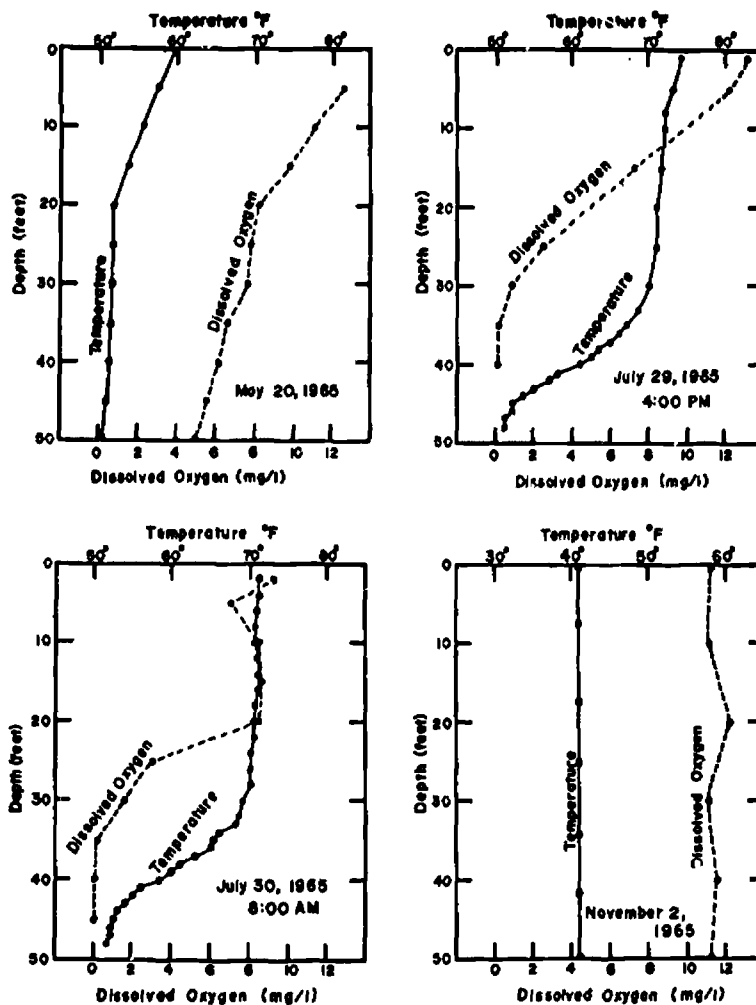 Temperature °F
50° 60° 70° 80°
0
10
20
30
40
50
Depth (feet)
Temperature
Dissolved Oxygen
May 20, 1965
0 2 4 6 8 10 12
Dissolved Oxygen (mg/l)
Temperature °F
50° 60° 70° 80°
0
10
20
30
40
50
Depth (feet)
Dissolved Oxygen
Temperature
July 29, 1965
4:00 PM
0 2 4 6 8 10 12
Dissolved Oxygen (mg/l)
Temperature °F
50° 60° 70° 80°
0
10
20
30
40
50
Depth (feet)
Dissolved Oxygen
Temperature
July 30, 1965
8:00 AM
0 2 4 6 8 10 12
Dissolved Oxygen (mg/l)
Temperature °F
30° 40° 50° 60°
0
10
20
30
40
50
Depth (feet)
Temperature
Dissolved Oxygen
November 2,
1965
0 2 4 6 8 10 12
Dissolved Oxygen (mg/l)